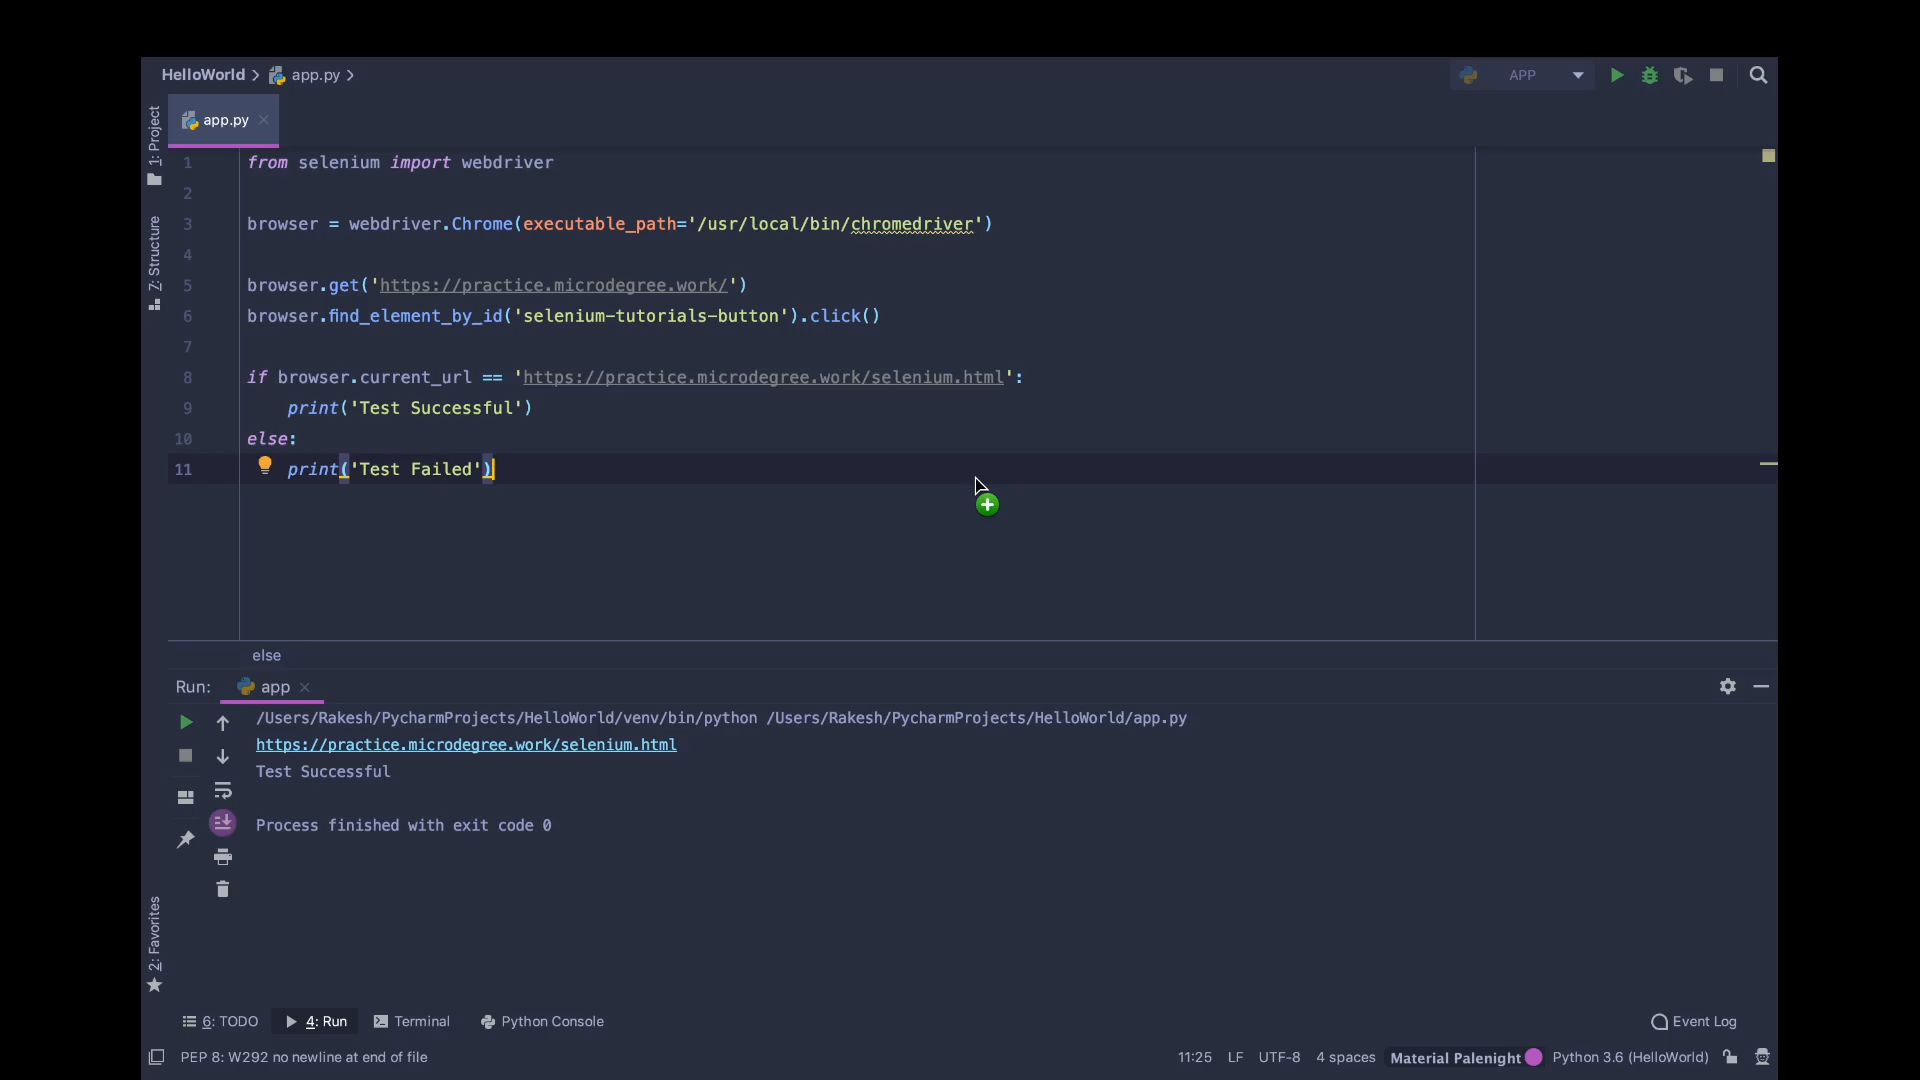 HelloWorld app.py
APP
1: Project
app.py
7: Structure
1 from selenium import webdriver
2
3 browser = webdriver.Chrome(executable_path='/usr/local/bin/chromedriver')
4
5 browser.get('https://practice.microdegree.work/')
6 browser.find_element_by_id('selenium-tutorials-button').click()
7
8 if browser.current_url == 'https://practice.microdegree.work/selenium.html':
9 print('Test Successful')
10 else:
11 print('Test Failed')
else
Run: app
/Users/Rakesh/PycharmProjects/HelloWorld/venv/bin/python /Users/Rakesh/PycharmProjects/HelloWorld/app.py
https://practice.microdegree.work/selenium.html
Test Successful
Process finished with exit code 0
2: Favorites
6: TODO 4: Run Terminal Python Console Event Log
PEP 8: W292 no newline at end of file 11:25 LF UTF-8 4 spaces Material Palenight Python 3.6 (HelloWorld)